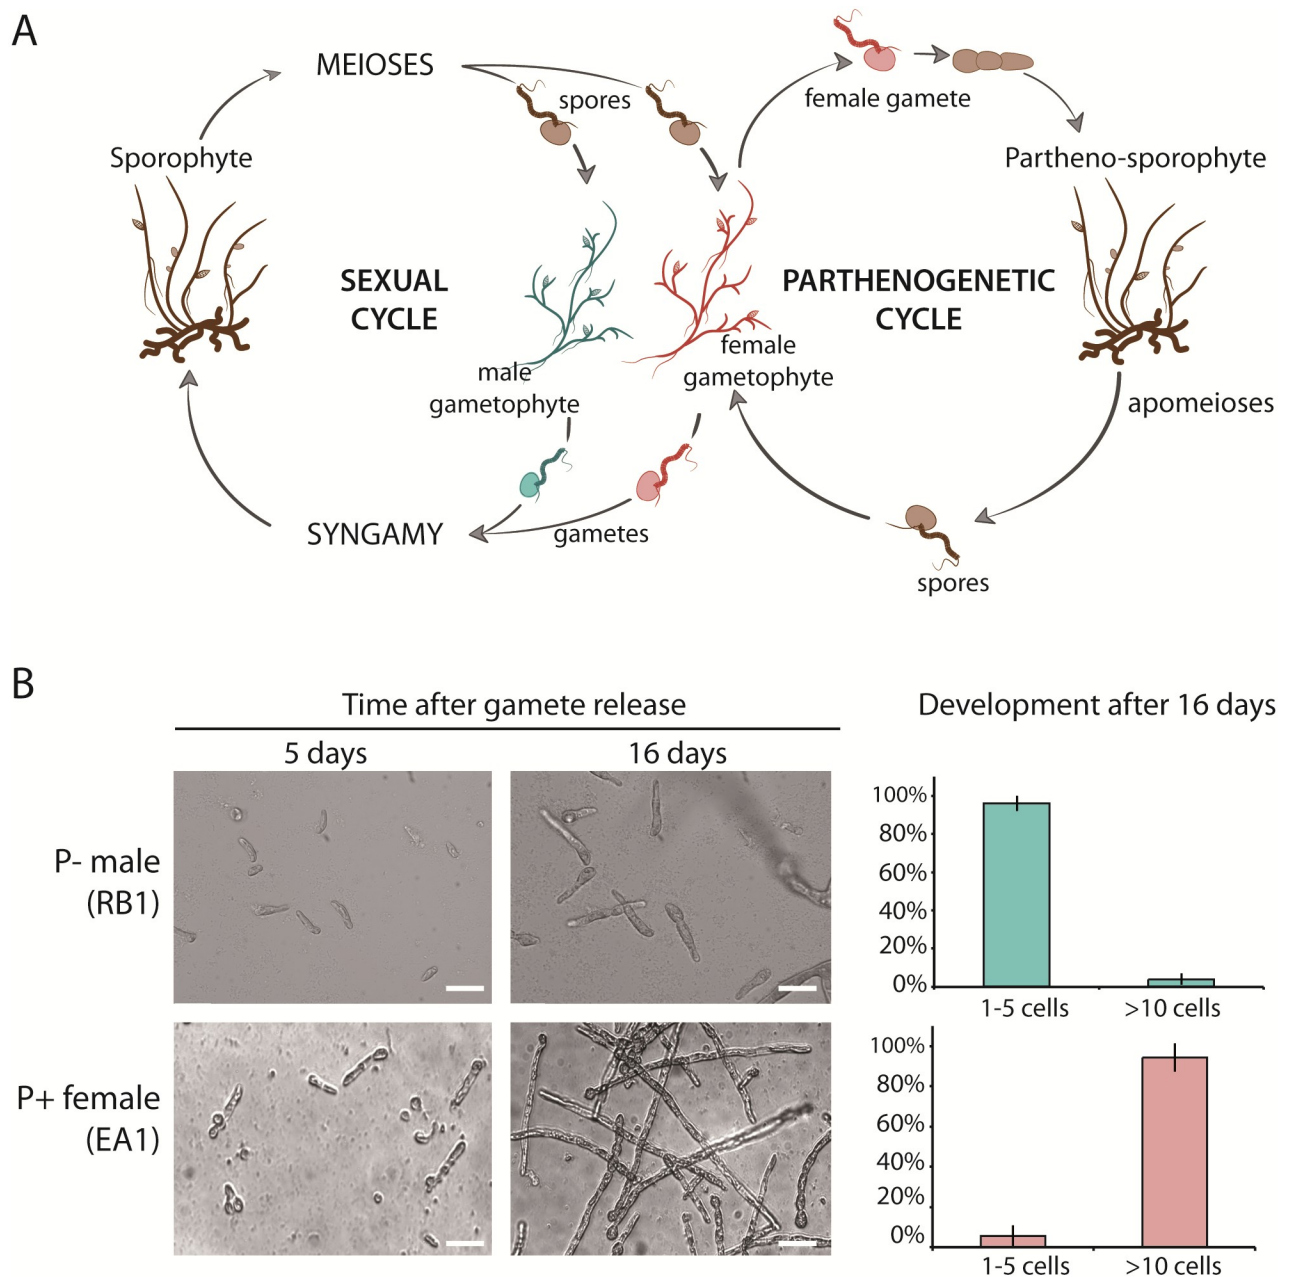 A
MEIOSES
spores
female gamete
Sporophyte
Partheno-sporophyte
SEXUAL
CYCLE
PARTHENOGENETIC
CYCLE
female
gametophyte
male
gametophyte
apomeioses
SYNGAMY
gametes
spores
B
Time after gamete release
Development after 16 days
5 days
16 days
P- male
(RB1)
100%
80%
60%
40%
20%
0%
1-5 cells
>10 cells
P+ female
(EA1)
100%
80%
60%
40%
20%
0%
1-5 cells
>10 cells